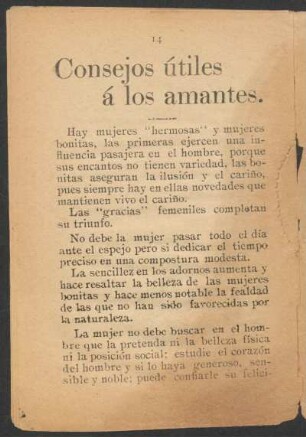 14
Consejos útiles
á los amantes.
Hay mujeres "hermosas" y mujeres
bonitas, las primeras ejercen una in-
fluencia pasajera en el hombre, porque
sus encantos no tienen variedad, las bo-
nitas aseguran la ilusión y el cariño,
pues siempre hay en ellas novedades que
mantienen vivo el cariño.
Las "gracias" femeniles completan
su triunfo.
No debe la mujer pasar todo el día
ante el espejo pero si dedicar el tiempo
preciso en una compostura modesta.
La sencillez en los adornos aumenta y
hace resaltar la belleza de las mujeres
bonitas y hace menos notable la fealdad
de las que no han sido favorecidas por
la naturaleza.
La mujer no debe buscar en el hom-
bre que la pretenda ni la belleza física
ni la posición social: estudie el corazón
del hombre y si lo haya generoso, sen-
sible y noble; puede confiarle su felici-